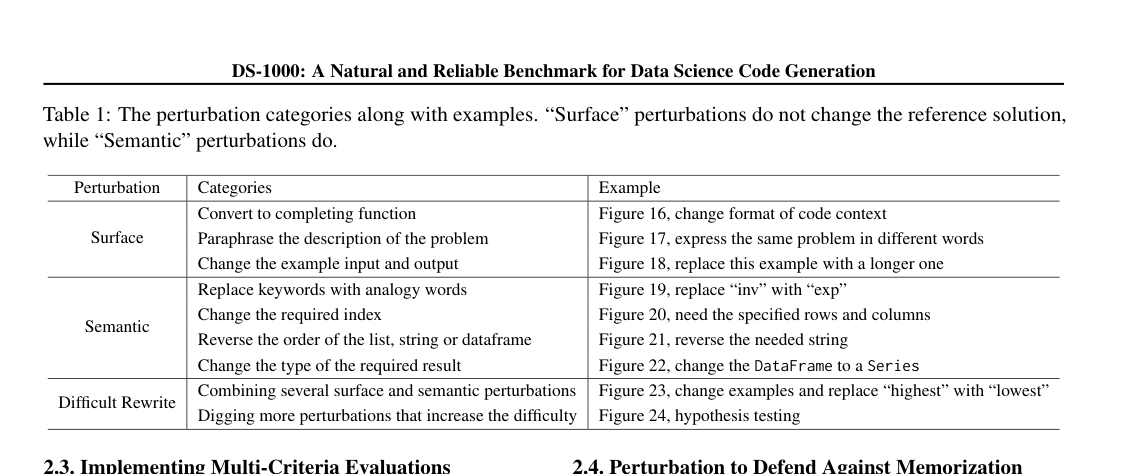 DS-1000: A Natural and Reliable Benchmark for Data Science Code Generation
Table 1: The perturbation categories along with examples. “Surface” perturbations do not change the reference solution,
while “Semantic” perturbations do.
Perturbation Categories Example
Surface
Convert to completing function Figure 16, change format of code context
Paraphrase the description of the problem Figure 17, express the same problem in different words
Change the example input and output Figure 18, replace this example with a longer one
Semantic
Replace keywords with analogy words Figure 19, replace “inv” with “exp”
Change the required index Figure 20, need the specified rows and columns
Reverse the order of the list, string or dataframe Figure 21, reverse the needed string
Change the type of the required result Figure 22, change the DataFrame to a Series
Difficult Rewrite
Combining several surface and semantic perturbations Figure 23, change examples and replace “highest” with “lowest”
Digging more perturbations that increase the difficulty Figure 24, hypothesis testing
2.3. Implementing Multi-Criteria Evaluations
2.4. Perturbation to Defend Against Memorization